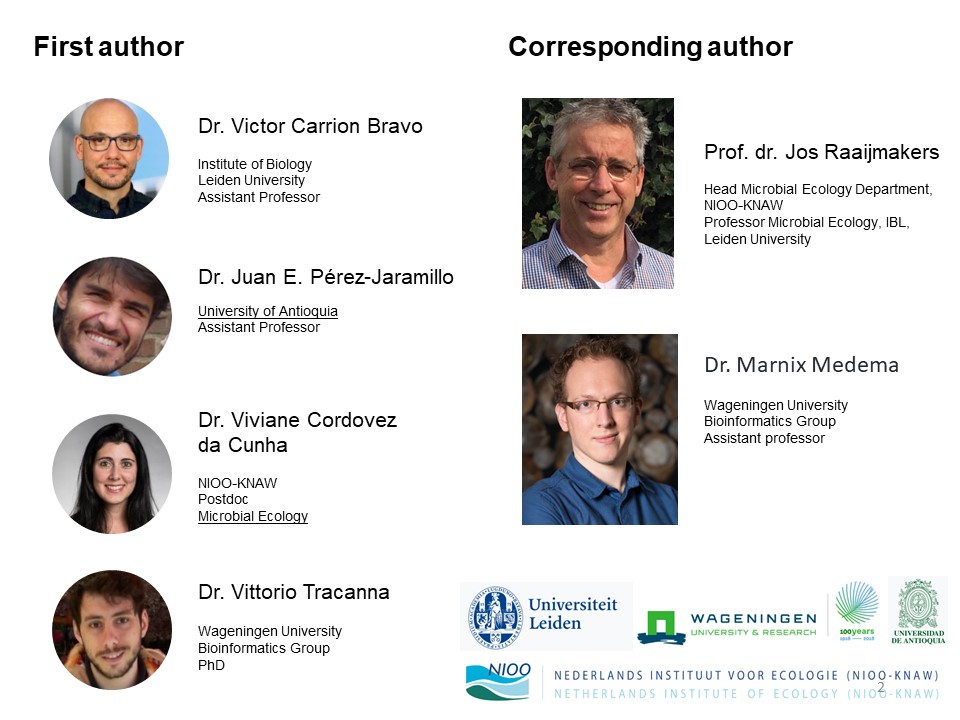 First author
Dr. Victor Carrion Bravo
Institute of Biology
Leiden University
Assistant Professor
Dr. Juan E. Pérez-Jaramillo
University of Antioquia
Assistant Professor
Dr. Viviane Cordovez
da Cunha
NIOO-KNAW
Postdoc
Microbial Ecology
Dr. Vittorio Tracanna
Wageningen University
Bioinformatics Group
PhD
Corresponding author
Prof. dr. Jos Raaijmakers
Head Microbial Ecology Department,
NIOO-KNAW
Professor Microbial Ecology, IBL,
Leiden University
Dr. Marnix Medema
Wageningen University
Bioinformatics Group
Assistant professor
Universiteit
Leiden
WAGENINGEN
UNIVERSITY & RESEARCH
100years
1918 — 2018
UNIVERSIDAD
DE ANTIOQUIA
NIOO
NEDERLANDS INSTITUUT VOOR ECOLOGIE (NIOO-KNAW)
NETHERLANDS INSTITUTE OF ECOLOGY (NIOO-KNAW)
2